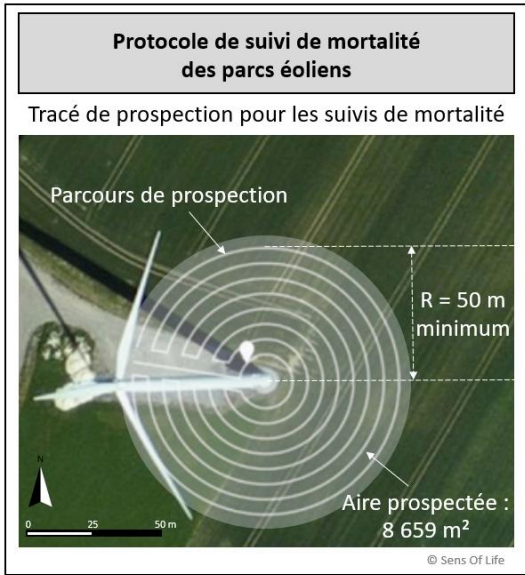 Protocole de suivi de mortalité
des parcs éoliens
Tracé de prospection pour les suivis de mortalité
Parcours de prospection
R = 50 m
minimum
Aire prospectée :
8 659 m²
N
0 25 50 m
© Sens Of Life